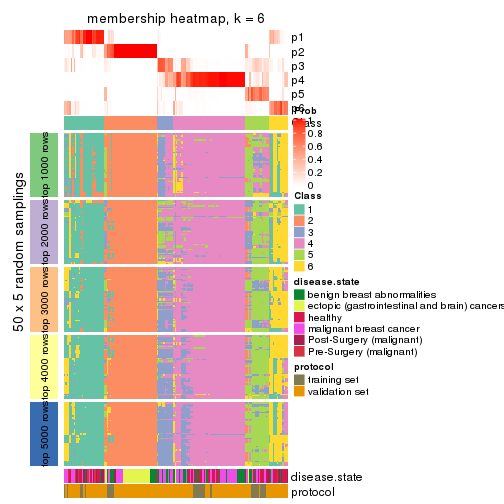 membership heatmap, k = 6
p1
p2
p3
p4
p5
p6
Prob
0.8
0.6
0.4
0.2
0
Class
1
2
3
4
5
6
disease.state
benign breast abnormalities
ectopic (gastrointestinal and brain) cancers
healthy
malignant breast cancer
Post-Surgery (malignant)
Pre-Surgery (malignant)
protocol
training set
validation set
50 x 5 random samplings
top 1000 rows
top 2000 rows
top 3000 rows
top 4000 rows
top 5000 rows
disease.state
protocol